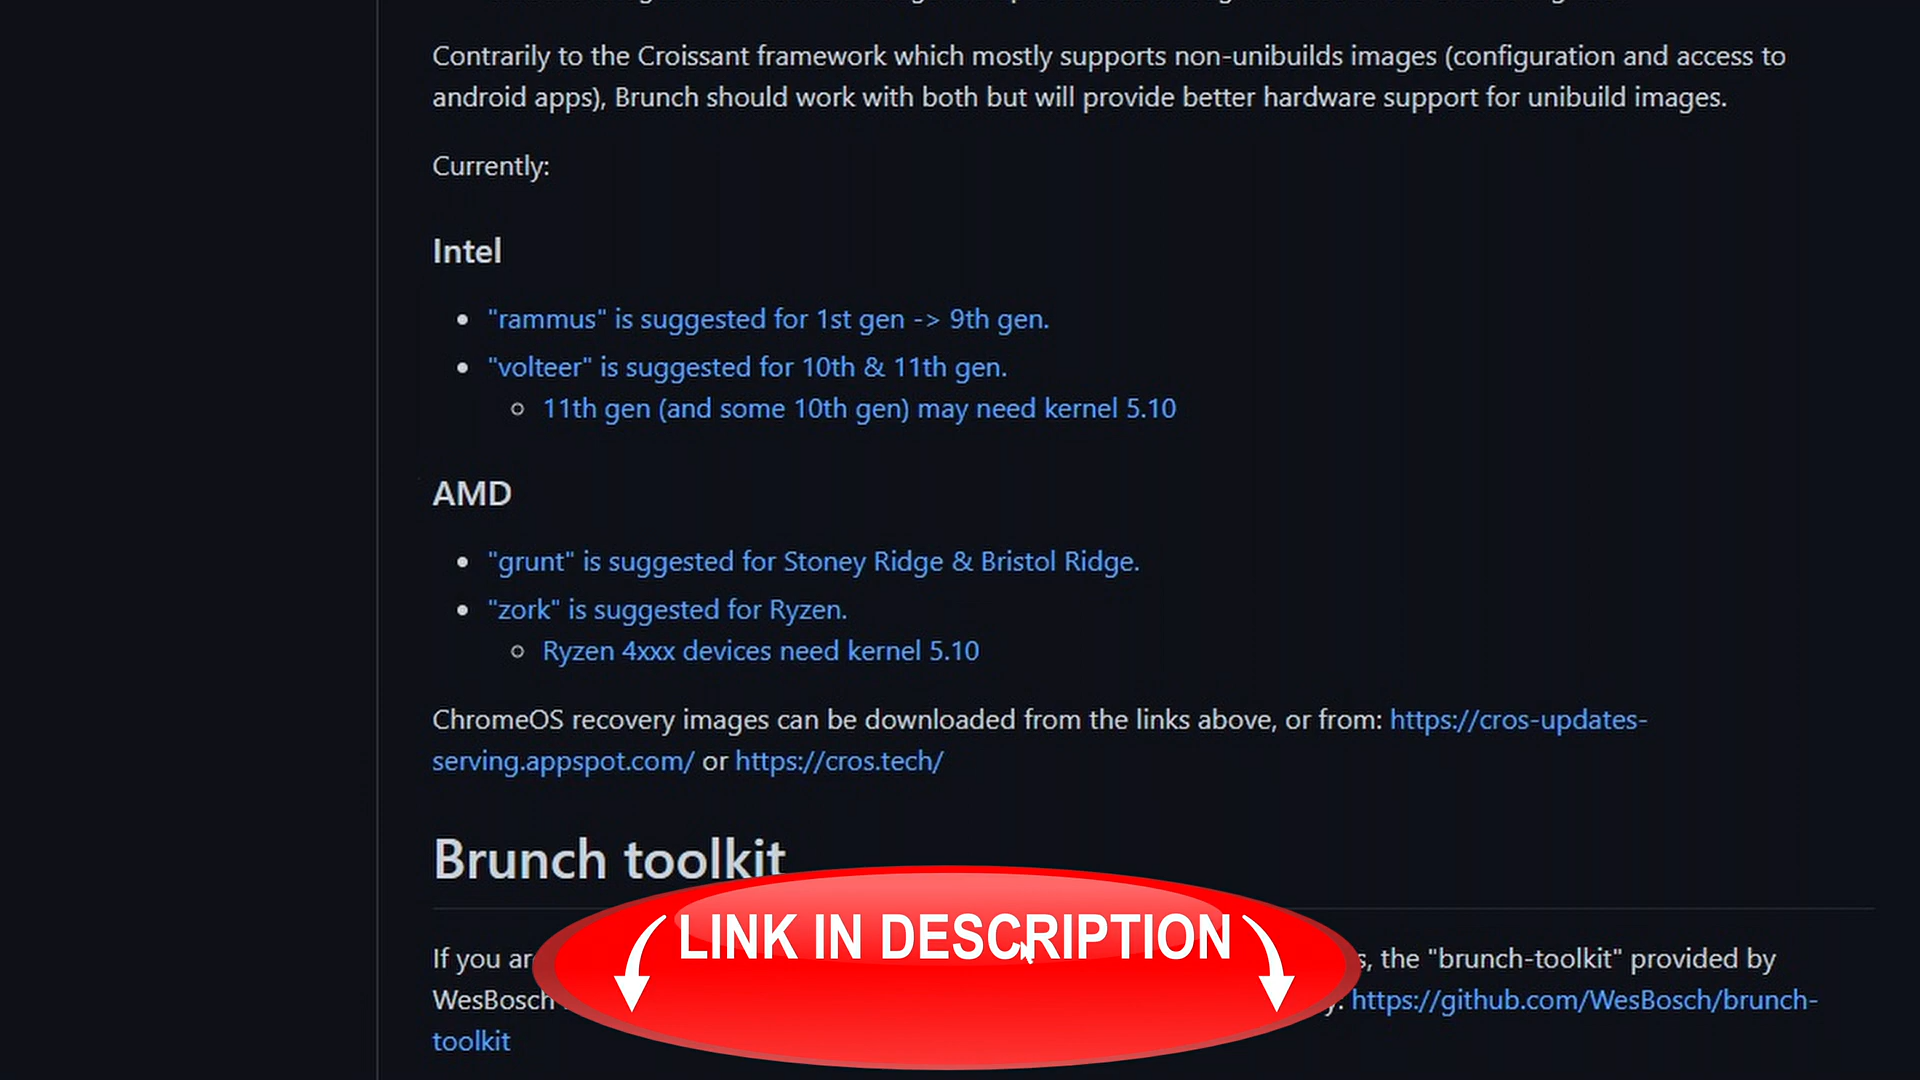 Contrarily to the Croissant framework which mostly supports non-unibuilds images (configuration and access to
android apps), Brunch should work with both but will provide better hardware support for unibuild images.
Currently:
Intel
"rammus" is suggested for 1st gen -> 9th gen.
"volteer" is suggested for 10th & 11th gen.
11th gen (and some 10th gen) may need kernel 5.10
AMD
"grunt" is suggested for Stoney Ridge & Bristol Ridge.
"zork" is suggested for Ryzen.
Ryzen 4xxx devices need kernel 5.10
ChromeOS recovery images can be downloaded from the links above, or from: https://cros-updates-
serving.appspot.com/ or https://cros.tech/
Brunch toolkit
LINK IN DESCRIPTION
If you the "brunch-toolkit" provided by
WesBosch https://github.com/WesBosch/brunch-
toolkit